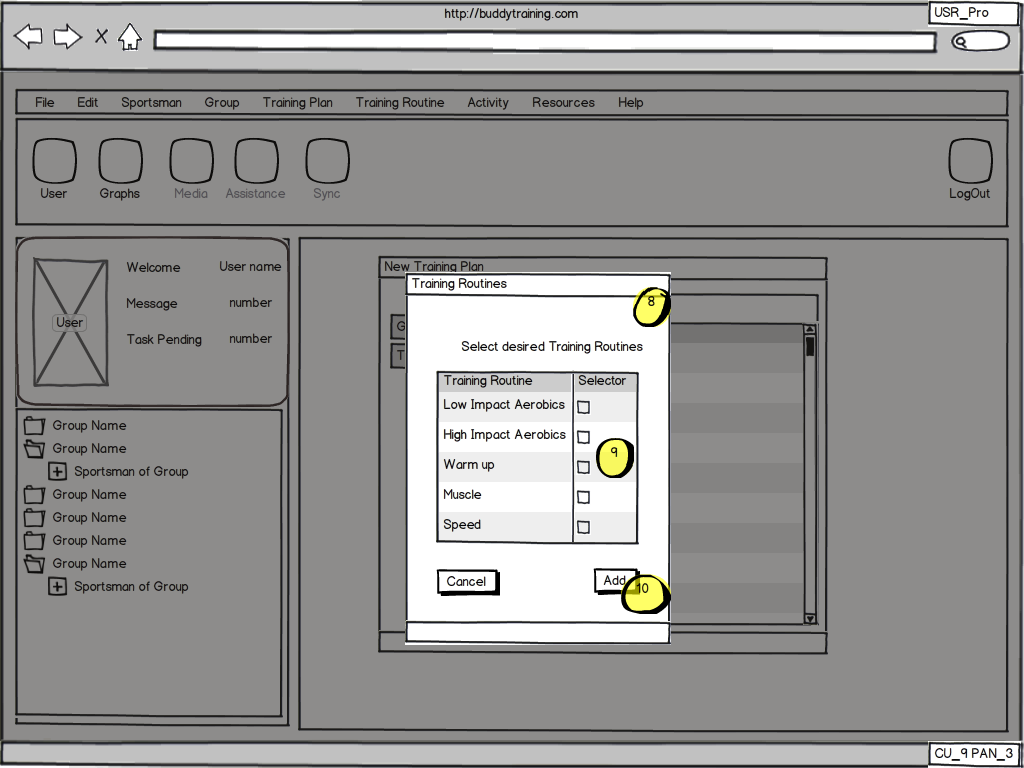 http://buddytraining.com
USR_Pro
File Edit Sportsman Group Training Plan Training Routine Activity Resources Help
User Graphs Media Assistance Sync LogOut
Welcome User name
Message number
User
Task Pending number
Group Name
Group Name
Sportsman of Group
Group Name
Group Name
Group Name
Group Name
Sportsman of Group
New Training Plan
G
T
Training Routines
8
Select desired Training Routines
Training Routine Selector
Low Impact Aerobics
High Impact Aerobics
9
Warm up
Muscle
Speed
Cancel Add
10
CU_9 PAN_3